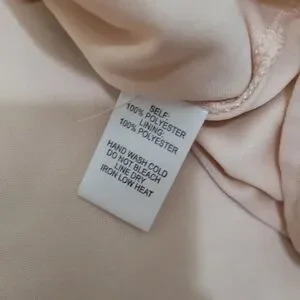 SELF:
100% POLYESTER
LINING:
100% POLYESTER
HAND WASH COLD
DO NOT BLEACH
LINE DRY
IRON LOW HEAT